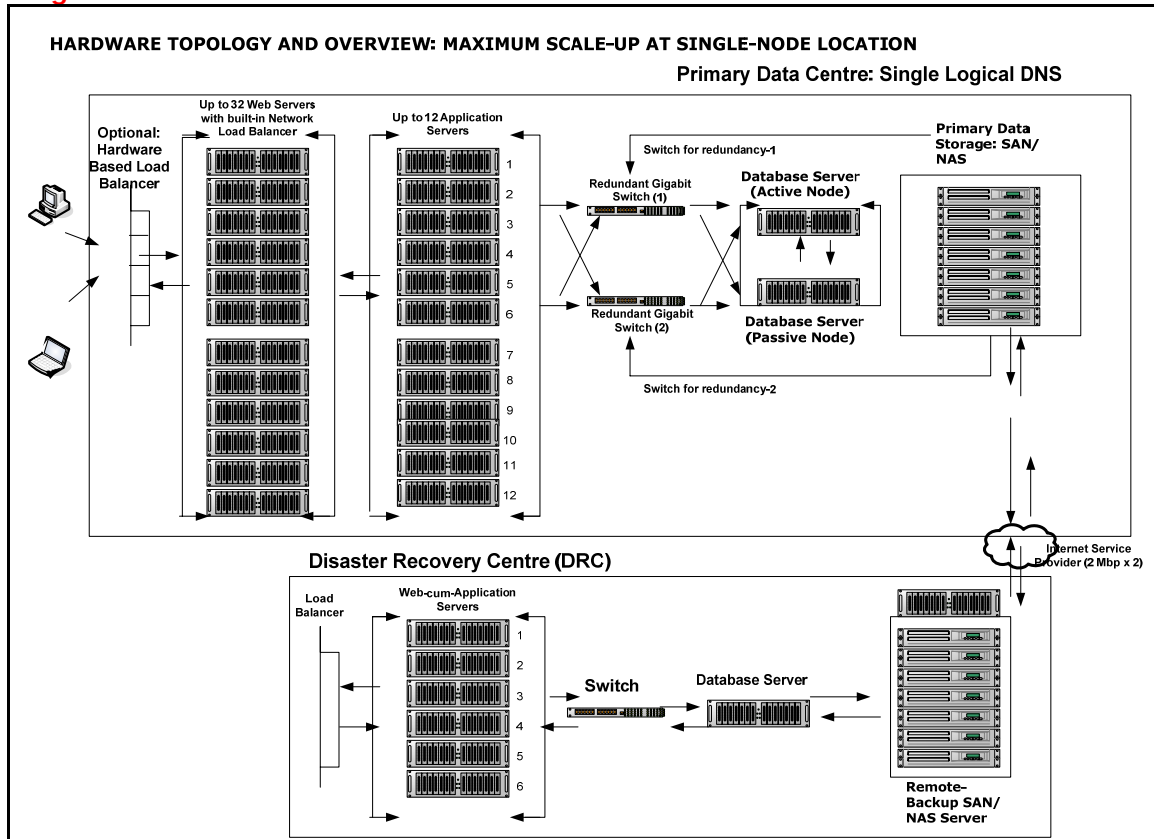 HARDWARE TOPOLOGY AND OVERVIEW: MAXIMUM SCALE-UP AT SINGLE-NODE LOCATION
Primary Data Centre: Single Logical DNS
Optional:
Hardware
Based Load
Balancer
Up to 32 Web Servers
with built-in Network
Load Balancer
Up to 12 Application
Servers
1
2
3
4
5
6
7
8
9
10
11
12
Switch for redundancy-1
Redundant Gigabit
Switch (1)
Redundant Gigabit
Switch (2)
Switch for redundancy-2
Database Server
(Active Node)
Database Server
(Passive Node)
Primary Data
Storage: SAN/
NAS
Internet Service
Provider (2 Mbp x 2)
Disaster Recovery Centre (DRC)
Load
Balancer
Web-cum-Application
Servers
1
2
3
4
5
6
Switch
Database Server
Remote-
Backup SAN/
NAS Server